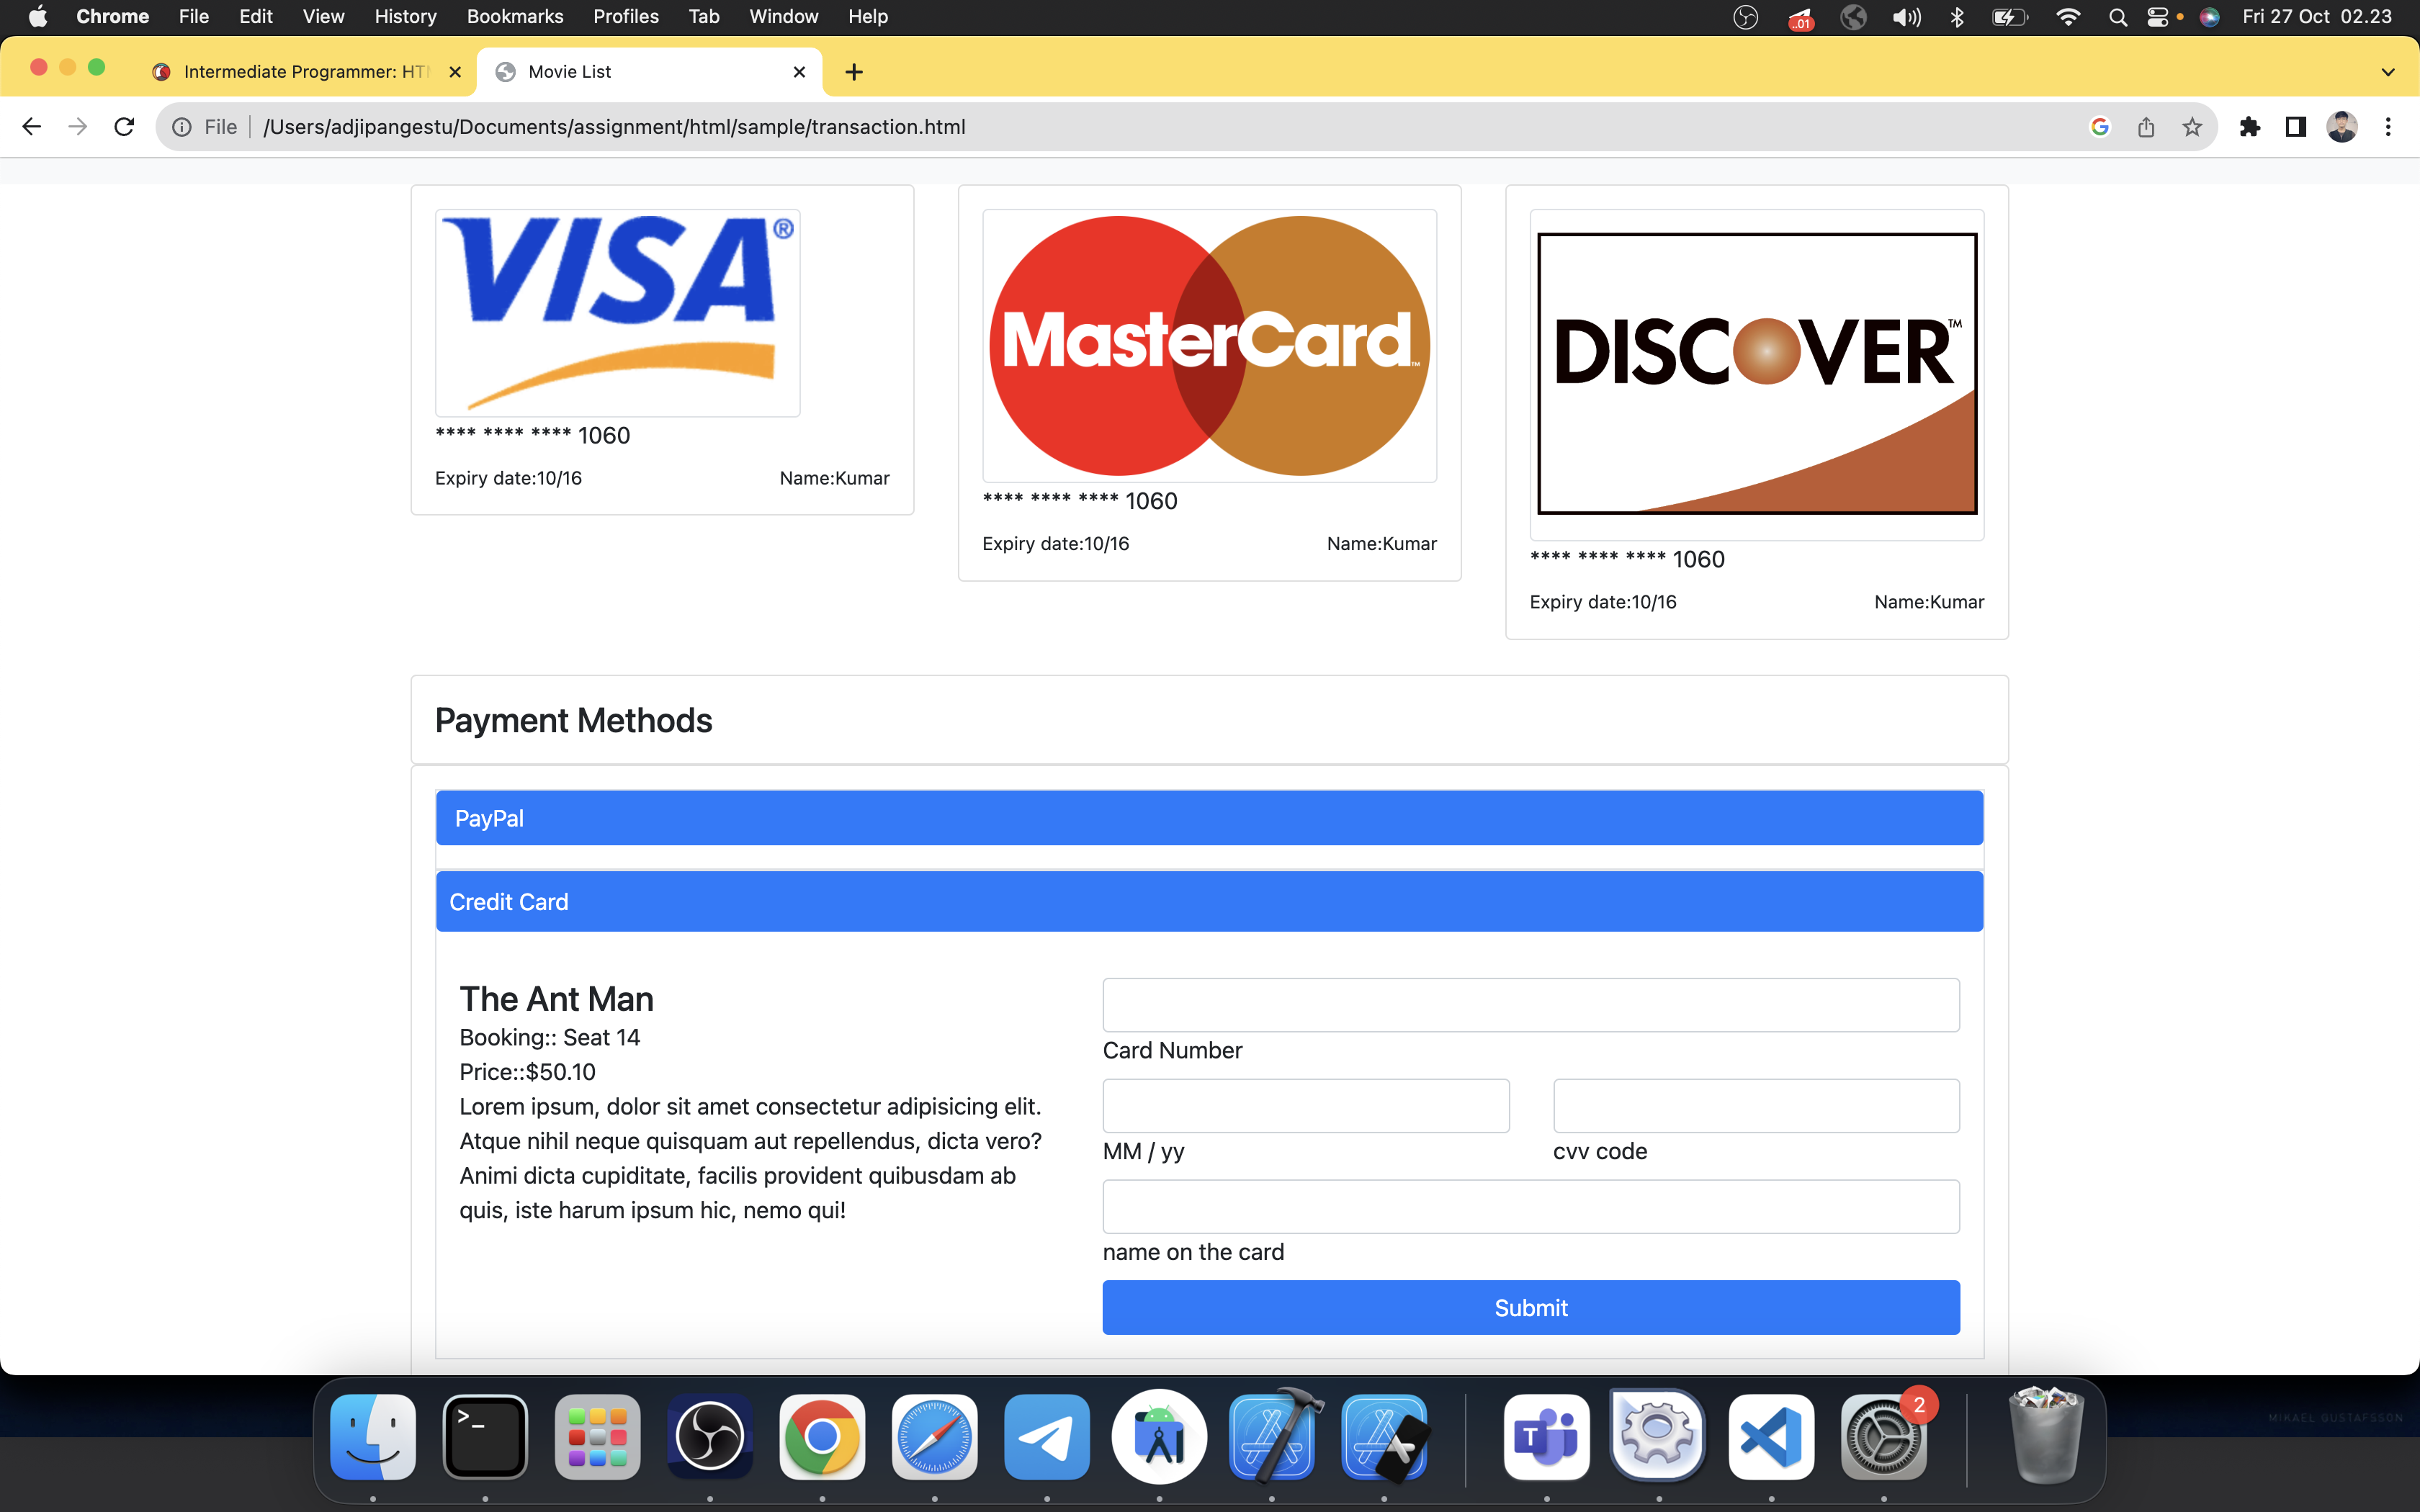 Chrome File Edit View History Bookmarks Profiles Tab Window Help
..01
Fri 27 Oct 02.23
Intermediate Programmer: HT
Movie List
File /Users/adjipangestu/Documents/assignment/html/sample/transaction.html
VISA®
**** **** **** 1060
Expiry date:10/16 Name:Kumar
MasterCard™
**** **** **** 1060
Expiry date:10/16 Name:Kumar
DISCOVER™
**** **** **** 1060
Expiry date:10/16 Name:Kumar
Payment Methods
PayPal
Credit Card
The Ant Man
Booking:: Seat 14
Price::$50.10
Lorem ipsum, dolor sit amet consectetur adipisicing elit.
Atque nihil neque quisquam aut repellendus, dicta vero?
Animi dicta cupiditate, facilis provident quibusdam ab
quis, iste harum ipsum hic, nemo qui!
Card Number
MM / yy
cvv code
name on the card
Submit
>_
T
2
MIKAEL GUSTAFSSON